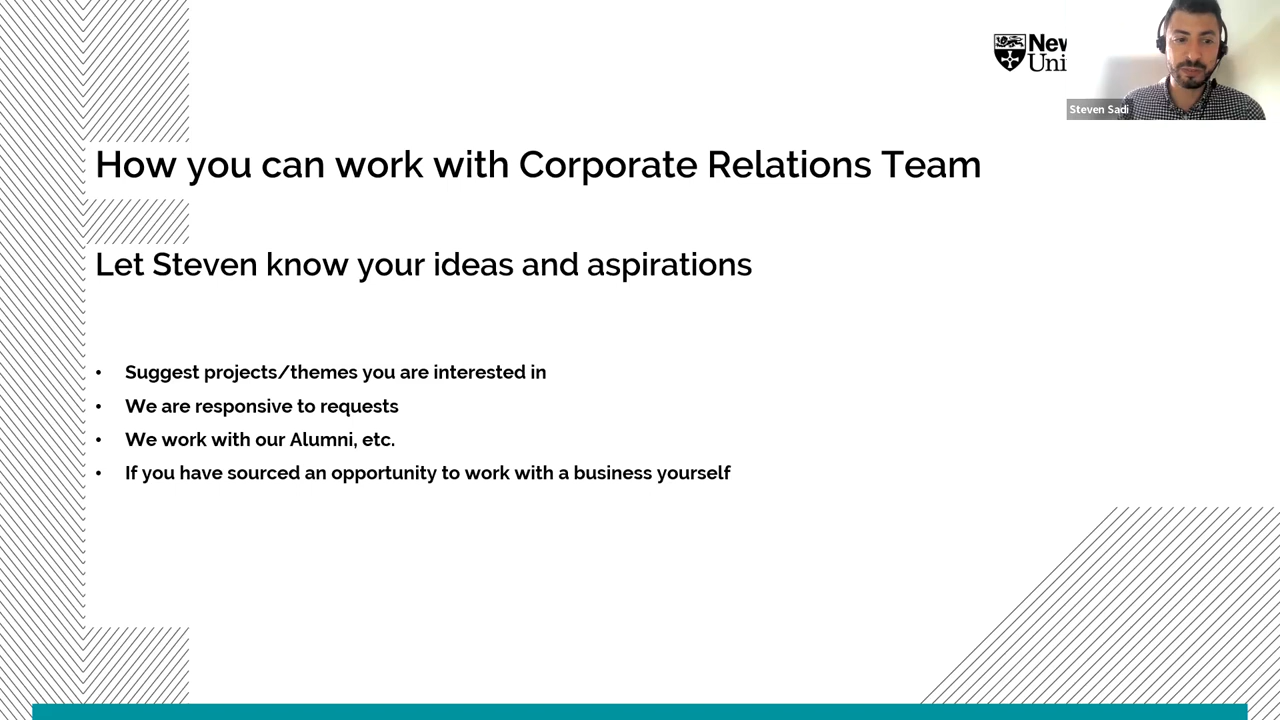 New
Uni
Steven Sadi
How you can work with Corporate Relations Team
Let Steven know your ideas and aspirations
• Suggest projects/themes you are interested in
• We are responsive to requests
• We work with our Alumni, etc.
• If you have sourced an opportunity to work with a business yourself